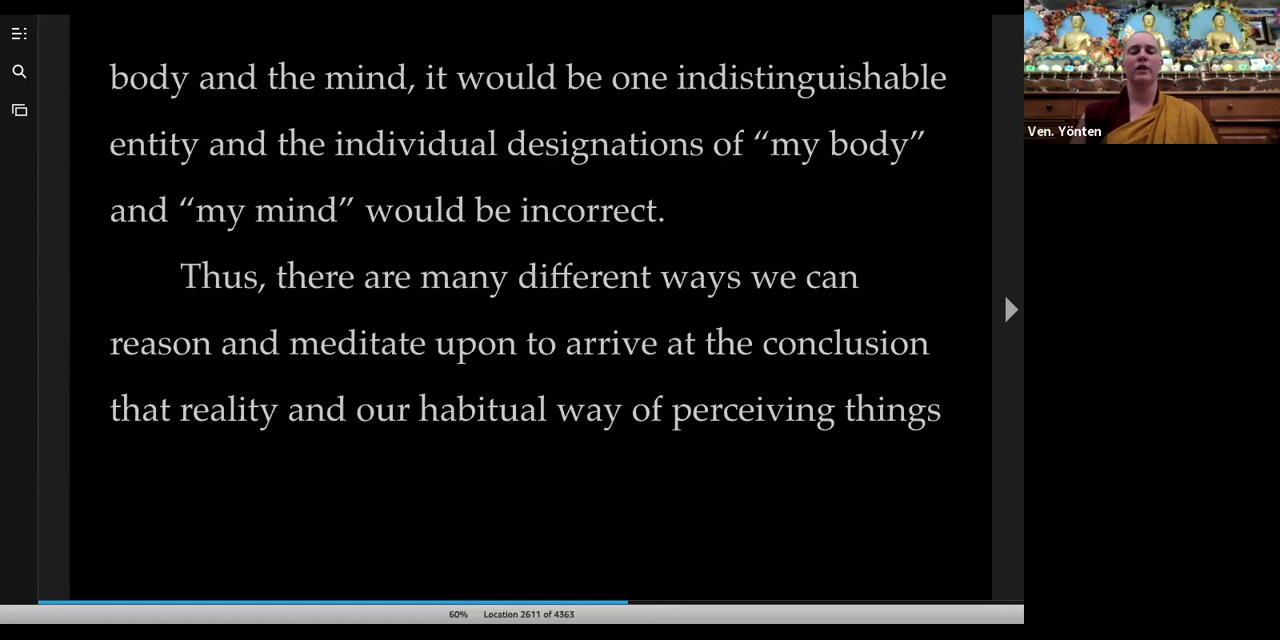 body and the mind, it would be one indistinguishable
entity and the individual designations of “my body”
and “my mind” would be incorrect.
Thus, there are many different ways we can
reason and meditate upon to arrive at the conclusion
that reality and our habitual way of perceiving things
60% Location 2611 of 4363
Ven. Yönten